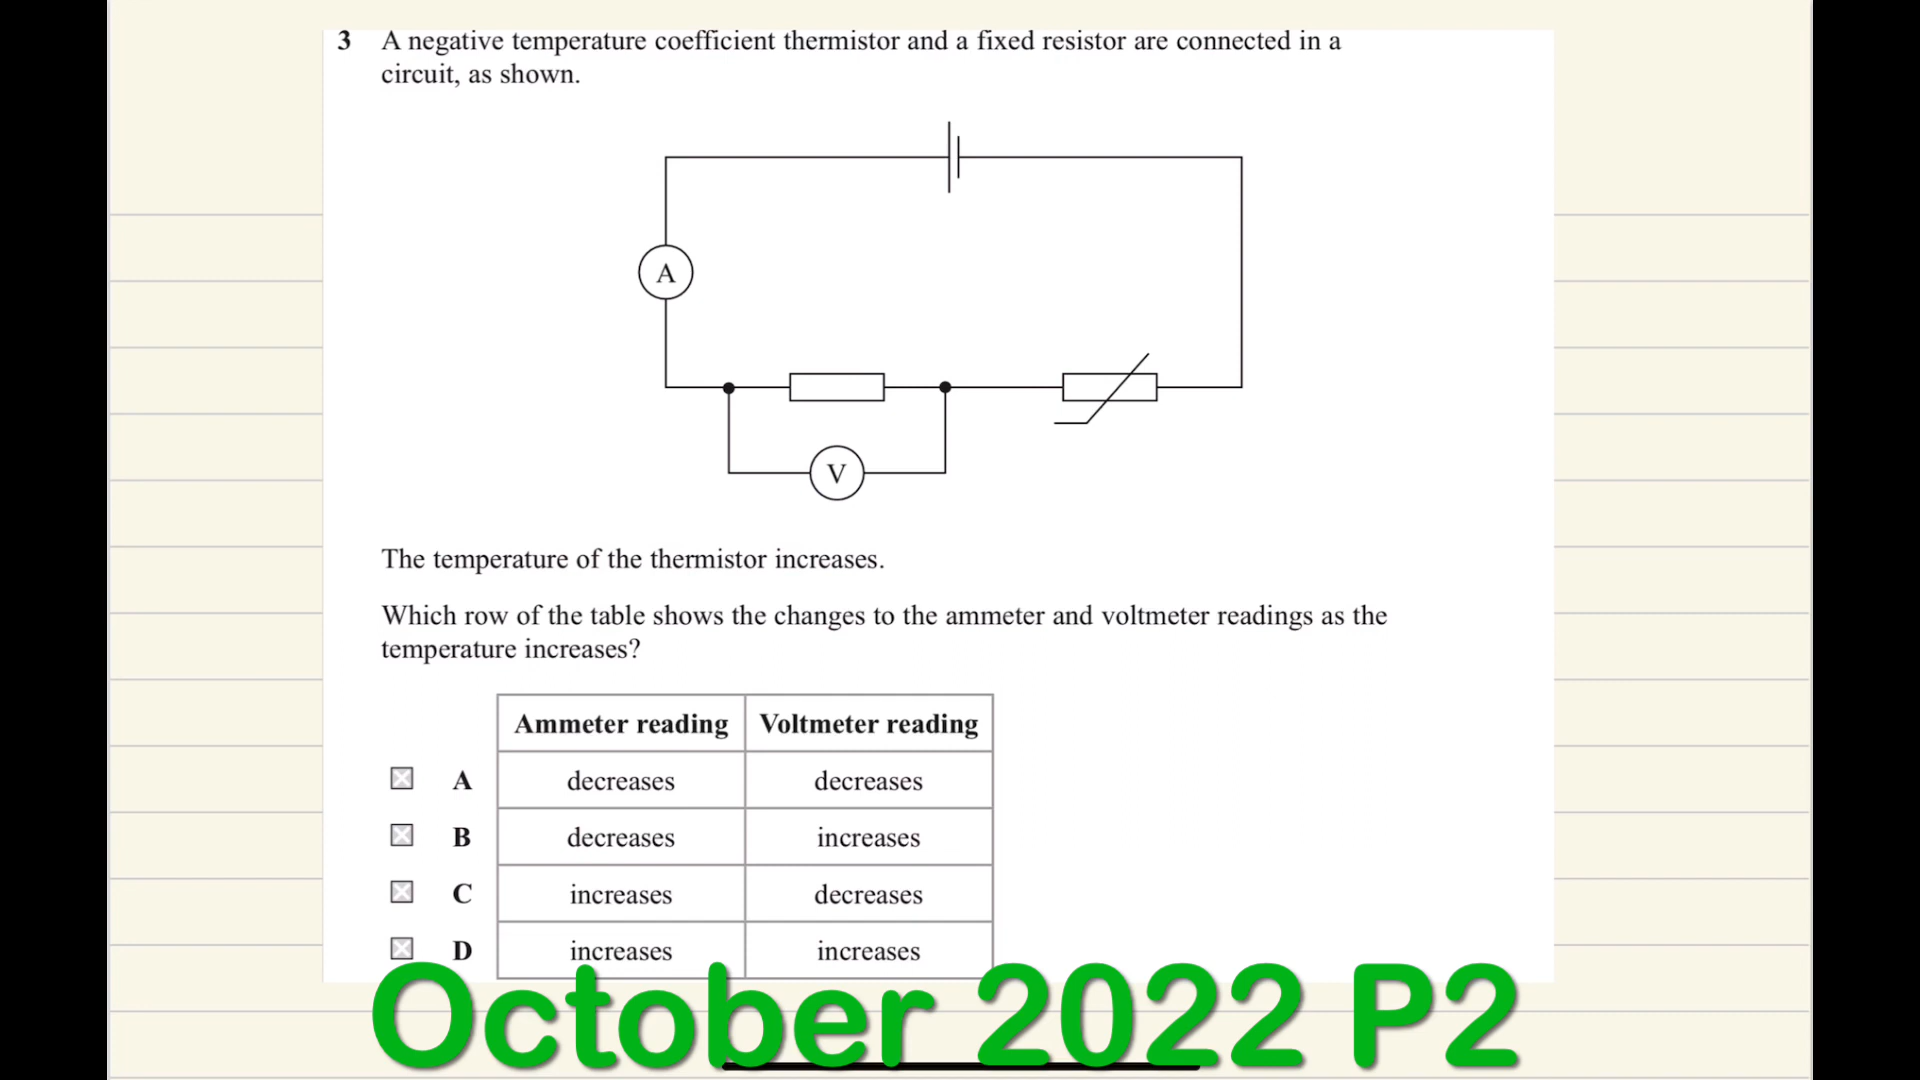 3 A negative temperature coefficient thermistor and a fixed resistor are connected in a
circuit, as shown.
A
V
The temperature of the thermistor increases.
Which row of the table shows the changes to the ammeter and voltmeter readings as the
temperature increases?
Ammeter reading Voltmeter reading
A decreases decreases
B decreases increases
C increases decreases
D increases increases
October 2022 P2